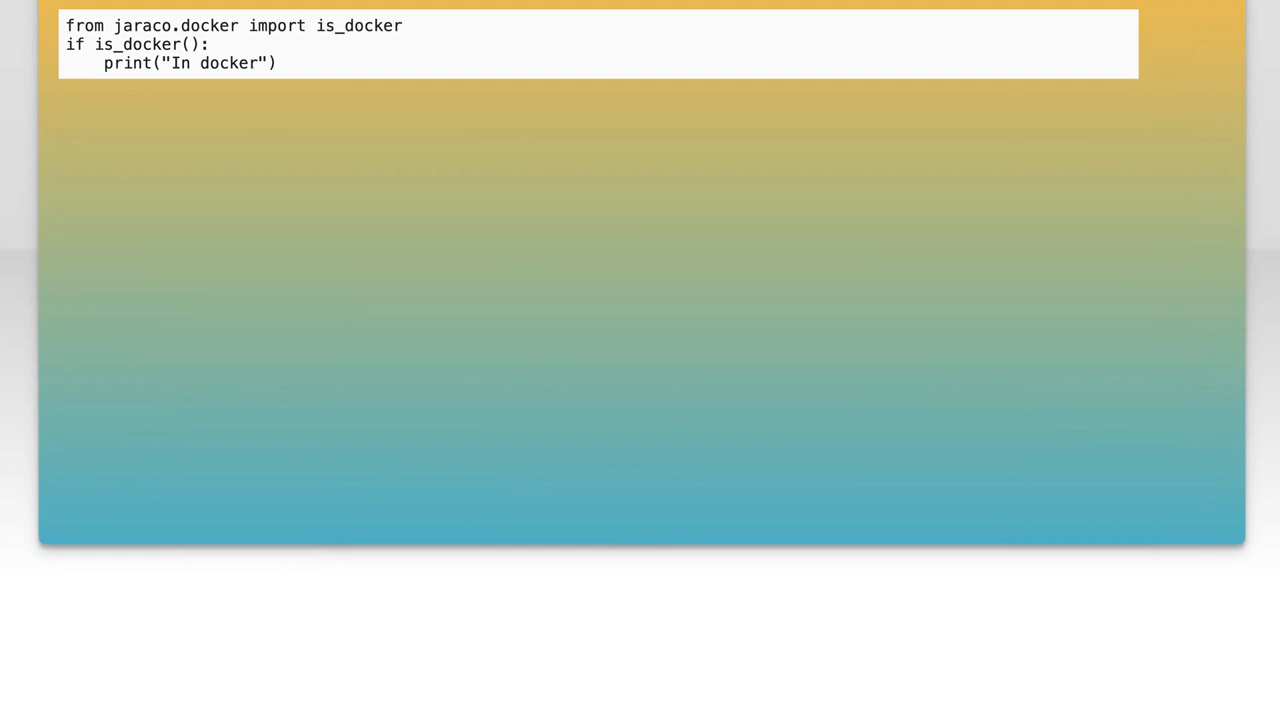 from jaraco.docker import is_docker
if is_docker():
    print("In docker")